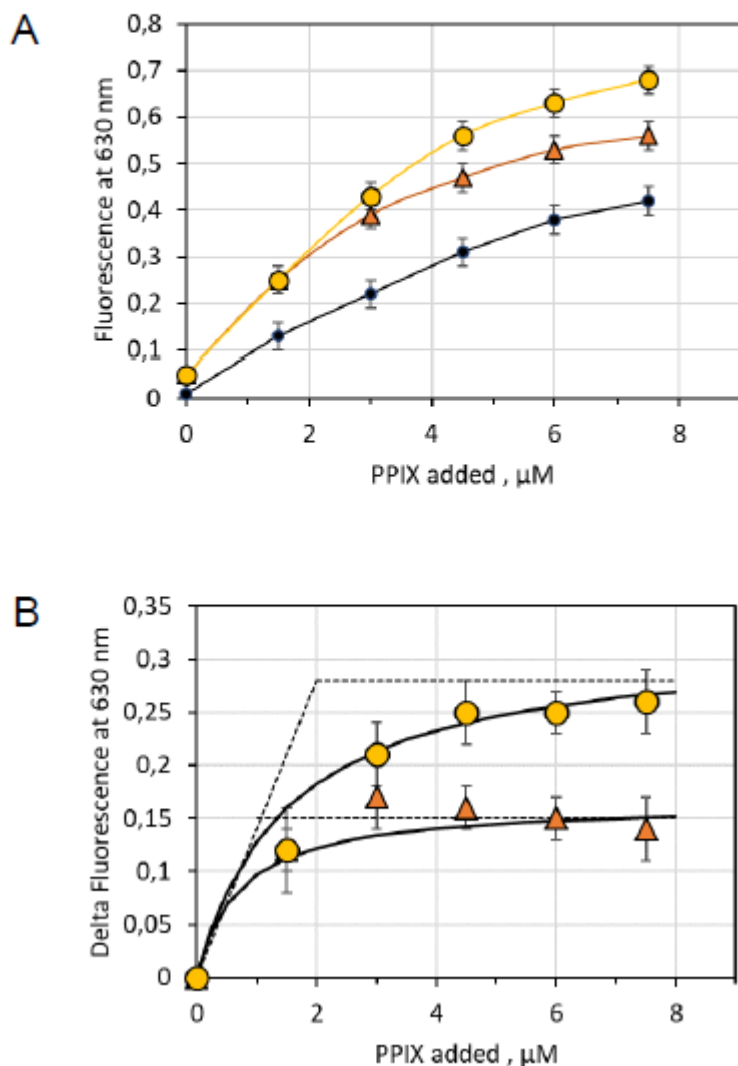 A
0,8
0,7
0,6
0,5
0,4
0,3
0,2
0,1
0
Fluorescence at 630 nm
0 2 4 6 8
PPIX added , µM
B
0,35
0,3
0,25
0,2
0,15
0,1
0,05
0
Delta Fluorescence at 630 nm
0 2 4 6 8
PPIX added , µM